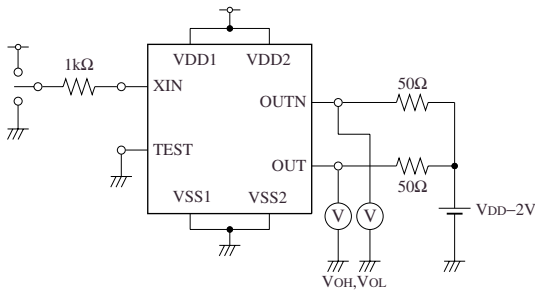 VDD1 VDD2
1kΩ
XIN
OUTN
50Ω
TEST
OUT
50Ω
VSS1 VSS2
V V
VDD−2V
VOH,VOL